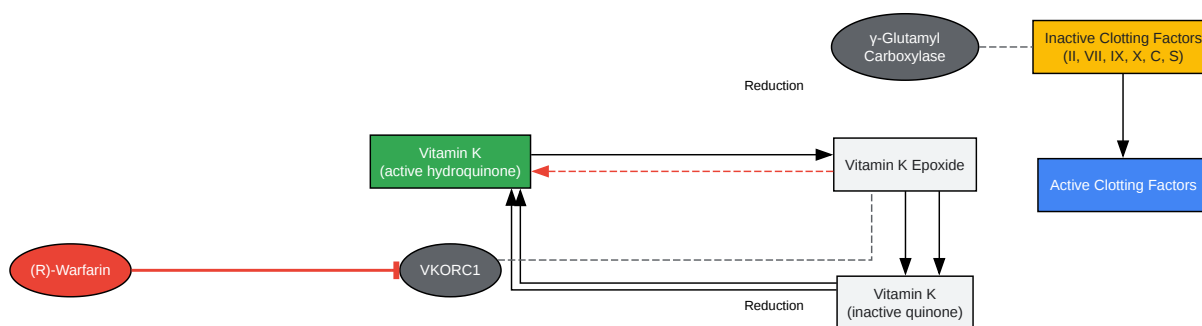 γ-Glutamyl
Carboxylase
Inactive Clotting Factors
(II, VII, IX, X, C, S)
Reduction
Vitamin K
(active hydroquinone)
Vitamin K Epoxide
Active Clotting Factors
(R)-Warfarin
VKORC1
Reduction
Vitamin K
(inactive quinone)